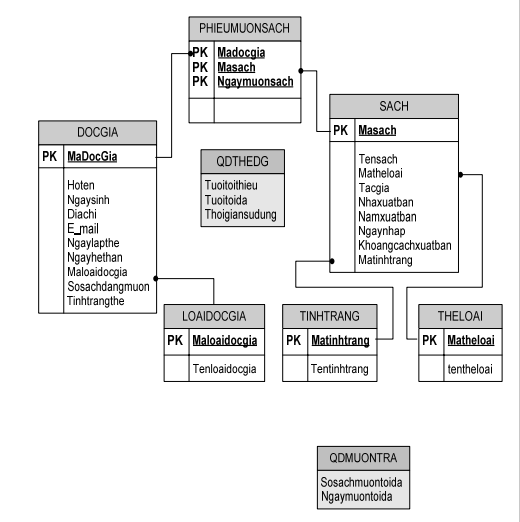 PHIEUMUONSACH
PK Madocgia
PK Masach
PK Ngaymuonsach
SACH
PK Masach
Tensach
Matheloai
Tacgia
Nhaxuatban
Namxuatban
Ngaynhap
Khoangcachxuatban
Matinhtrang
DOCGIA
PK MaDocGia
Hoten
Ngaysinh
Diachi
E_mail
Ngaylapthe
Ngayhethan
Maloaidocgia
Sosachdangmuon
Tinhtrangthe
QDTHEDG
Tuoitoithieu
Tuoitoida
Thoigiansudung
LOAIDOCGIA
PK Maloaidocgia
Tenloaidocgia
TINHTRANG
PK Matinhtrang
Tentinhtrang
THELOAI
PK Matheloai
tentheloai
QDMUONTRA
Sosachmuontoida
Ngaymuontoida